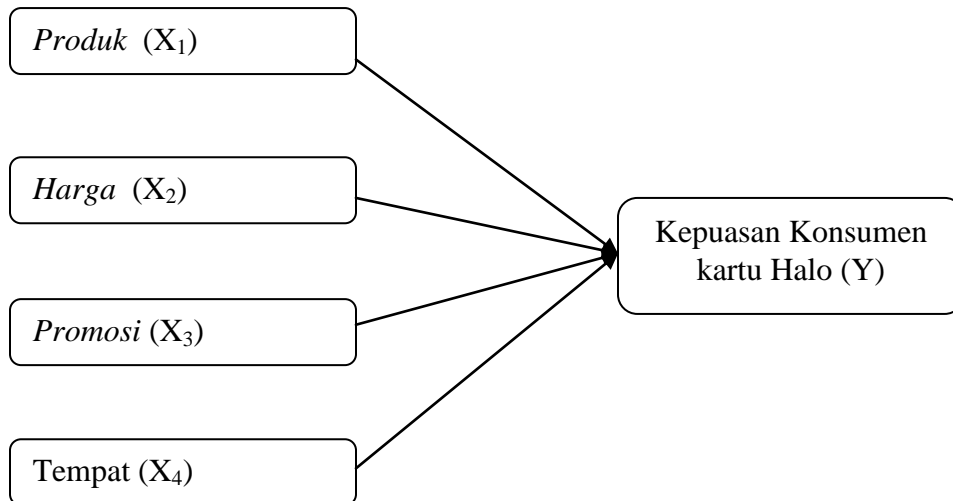 Produk (X₁)
Harga (X₂)
Promosi (X₃)
Tempat (X₄)
Kepuasan Konsumen
kartu Halo (Y)